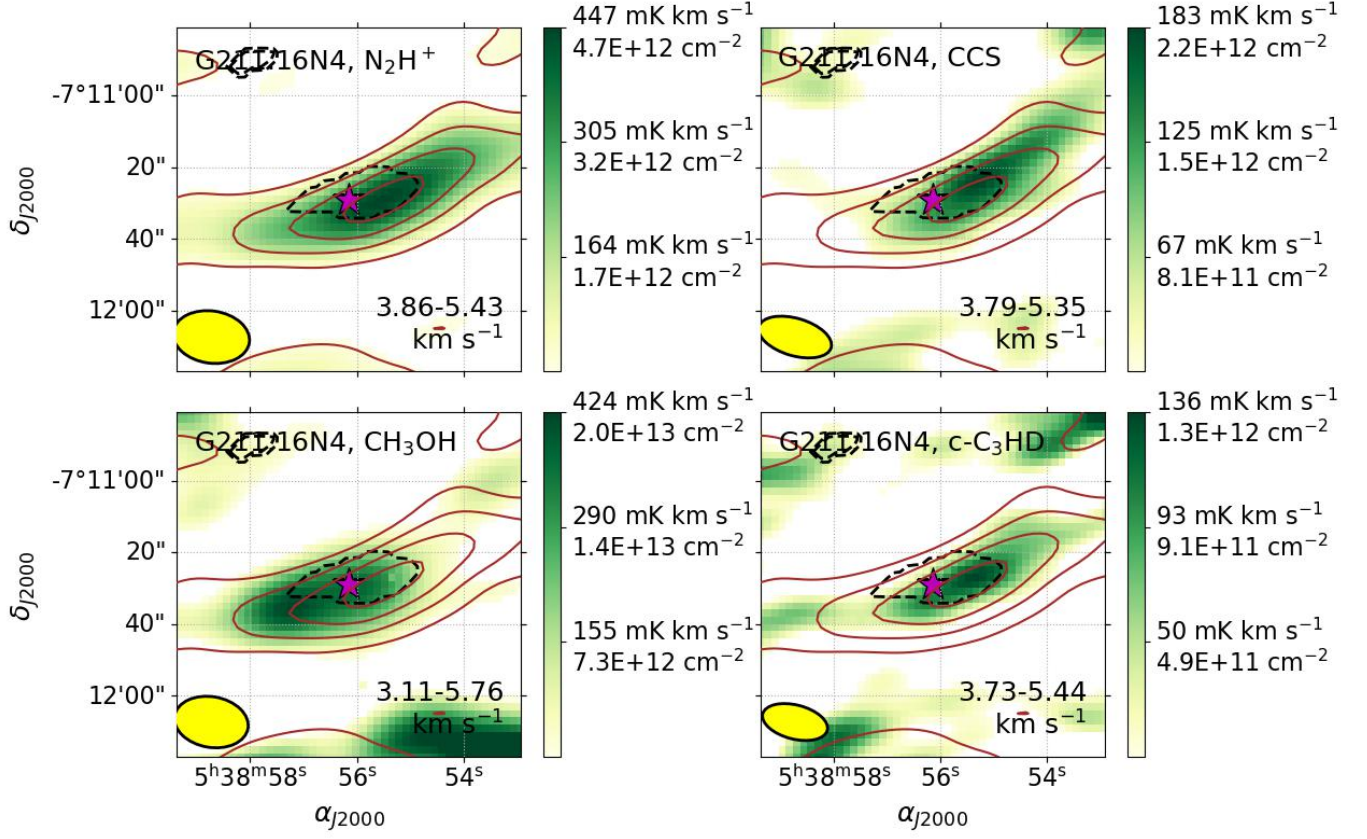 G211.16N4, N₂H⁺
447 mK km s⁻¹
4.7E+12 cm⁻²
305 mK km s⁻¹
3.2E+12 cm⁻²
164 mK km s⁻¹
1.7E+12 cm⁻²
-7°11'00"
20"
40"
12'00"
δJ2000
3.86-5.43
km s⁻¹
G211.16N4, CCS
183 mK km s⁻¹
2.2E+12 cm⁻²
125 mK km s⁻¹
1.5E+12 cm⁻²
67 mK km s⁻¹
8.1E+11 cm⁻²
3.79-5.35
km s⁻¹
G211.16N4, CH₃OH
424 mK km s⁻¹
2.0E+13 cm⁻²
290 mK km s⁻¹
1.4E+13 cm⁻²
155 mK km s⁻¹
7.3E+12 cm⁻²
-7°11'00"
20"
40"
12'00"
δJ2000
3.11-5.76
km s⁻¹
5ʰ38ᵐ58ˢ 56ˢ 54ˢ
αJ2000
G211.16N4, c-C₃HD
136 mK km s⁻¹
1.3E+12 cm⁻²
93 mK km s⁻¹
9.1E+11 cm⁻²
50 mK km s⁻¹
4.9E+11 cm⁻²
3.73-5.44
km s⁻¹
5ʰ38ᵐ58ˢ 56ˢ 54ˢ
αJ2000